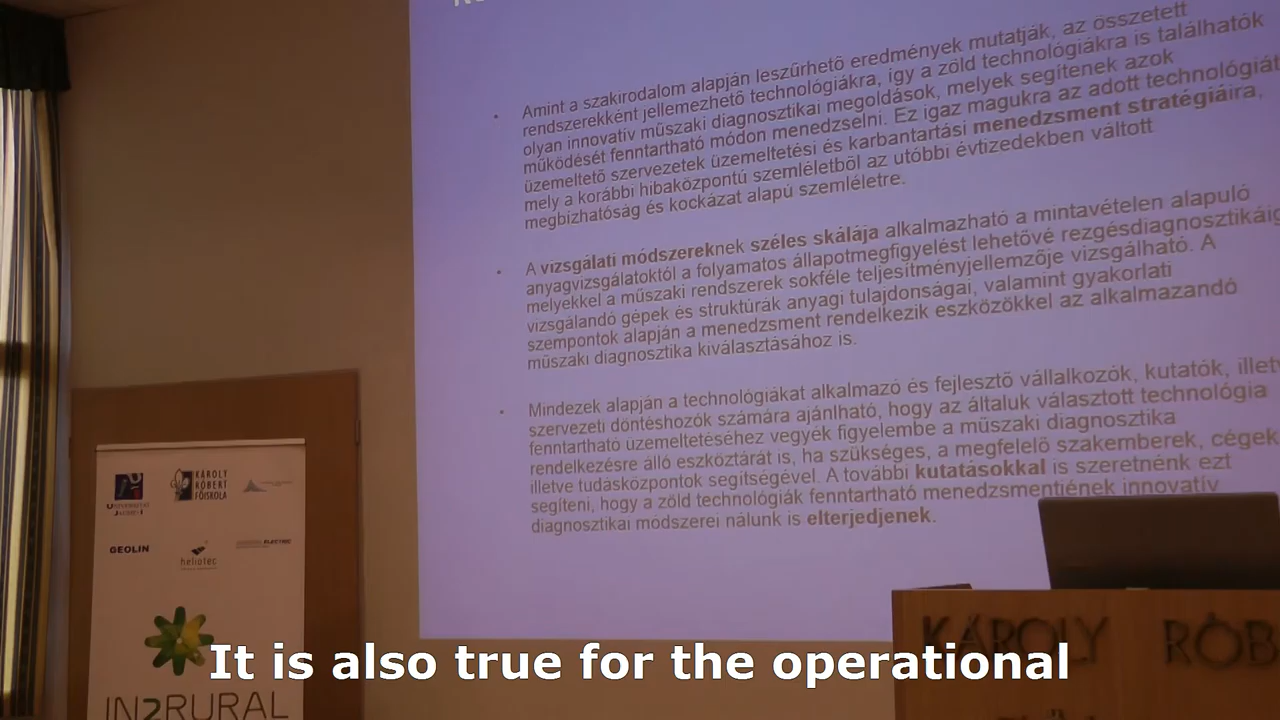 Amint a szakirodalom alapján leszűrhető eredmények mutatják, az összetett
rendszerekként jellemezhető technológiákra, így a zöld technológiákra is találhatók
olyan innovatív műszaki diagnosztikai megoldások, melyek segítenek azok
működését fenntartható módon menedzselni. Ez igaz magukra az adott technológiát
üzemeltető szervezetek üzemeltetési és karbantartási menedzsment stratégiáira,
mely a korábbi hibaközpontú szemléletből az utóbbi évtizedekben váltott
megbízhatóság és kockázat alapú szemléletre.
A vizsgálati módszereknek széles skálája alkalmazható a mintavételen alapuló
anyagvizsgálatoktól a folyamatos állapotmegfigyelést lehetővé rezgésdiagnosztikáig
melyekkel a műszaki rendszerek sokféle teljesítményjellemzője vizsgálható. A
vizsgálandó gépek és struktúrák anyagi tulajdonságai, valamint gyakorlati
szempontok alapján a menedzsment rendelkezik eszközökkel az alkalmazandó
műszaki diagnosztika kiválasztásához is.
Mindezek alapján a technológiákat alkalmazó és fejlesztő vállalkozók, kutatók, illetv
szervezeti döntéshozók számára ajánlható, hogy az általuk választott technológia
fenntartható üzemeltetéséhez vegyék figyelembe a műszaki diagnosztika
rendelkezésre álló eszköztárát is, ha szükséges, a megfelelő szakemberek, cégek
illetve tudásközpontok segítségével. A további kutatásokkal is szeretnénk ezt
segíteni, hogy a zöld technológiák fenntartható menedzsmentjének innovatív
diagnosztikai módszerei nálunk is elterjedjenek.
KÁROLY
RÓBERT
FŐISKOLA
UNIVERSITAT
JAUME I
GEOLIN
heliotec
IN2RURAL
KÁROLY RÓB
It is also true for the operational